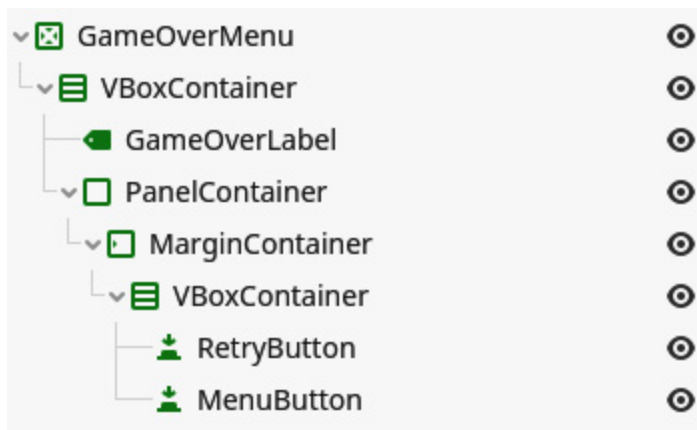 GameOverMenu
VBoxContainer
GameOverLabel
PanelContainer
MarginContainer
VBoxContainer
RetryButton
MenuButton